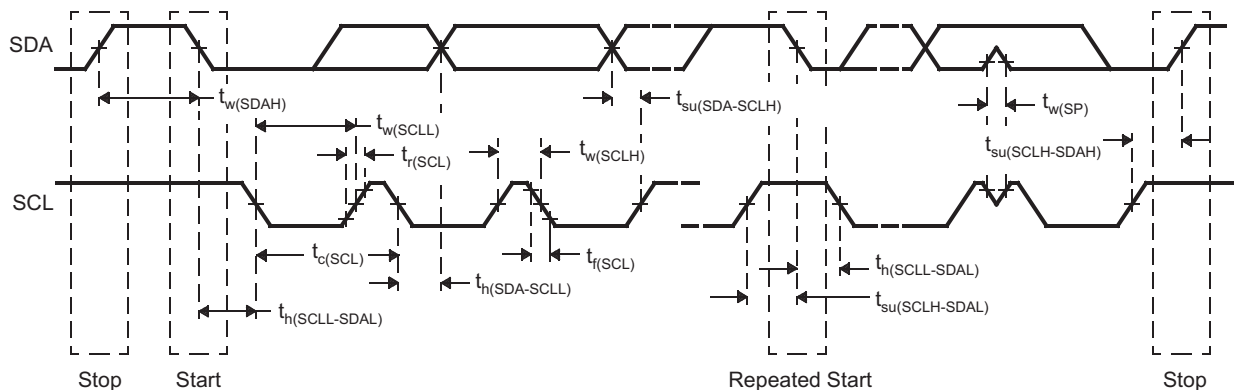 SDA
t_w(SDAH)
t_w(SCLL)
t_r(SCL)
t_w(SCLH)
t_su(SDA-SCLH)
t_w(SP)
t_su(SCLH-SDAH)
SCL
t_c(SCL)
t_f(SCL)
t_h(SDA-SCLL)
t_h(SCLL-SDAL)
t_h(SCLL-SDAL)
t_su(SCLH-SDAL)
Stop
Start
Repeated Start
Stop